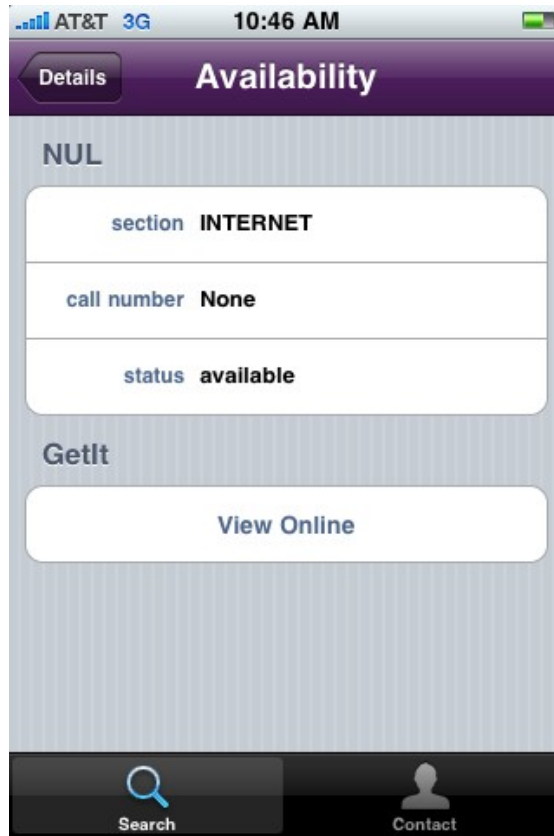 AT&T 3G 10:46 AM
Details Availability
NUL
section INTERNET
call number None
status available
GetIt
View Online
Search Contact